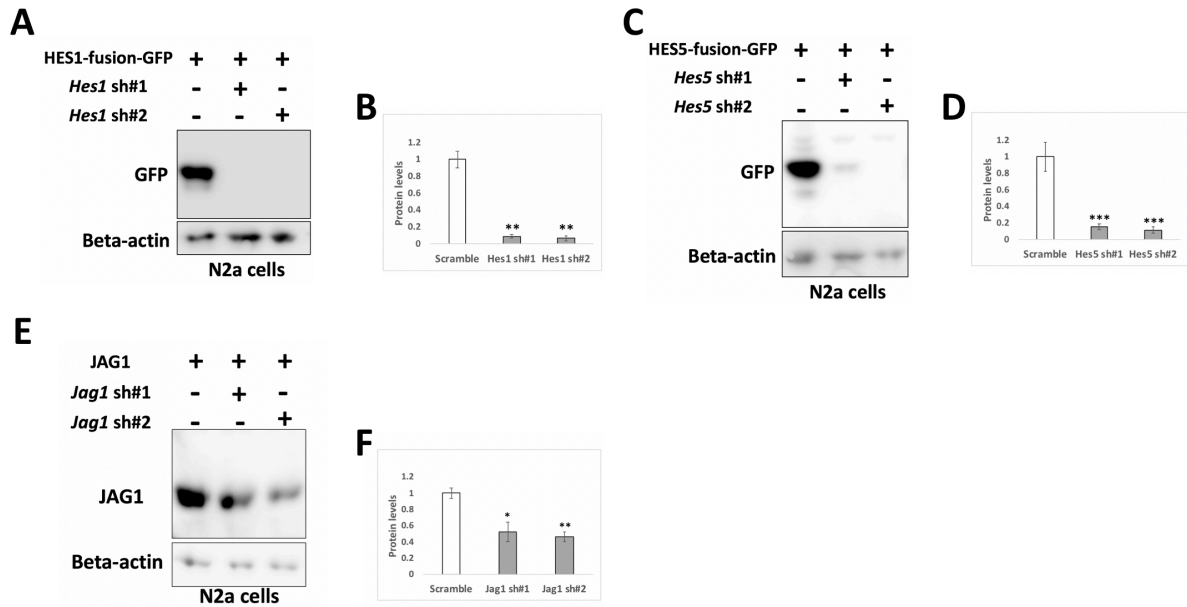 A
HES1-fusion-GFP + + +
Hes1 sh#1 - + -
Hes1 sh#2 - - +
GFP
Beta-actin
N2a cells
B
Protein levels
1.2
1
0.8
0.6
0.4
0.2
0
** **
Scramble Hes1 sh#1 Hes1 sh#2
C
HES5-fusion-GFP + + +
Hes5 sh#1 - + -
Hes5 sh#2 - - +
GFP
Beta-actin
N2a cells
D
Protein levels
1.2
1
0.8
0.6
0.4
0.2
0
*** ***
Scramble Hes5 sh#1 Hes5 sh#2
E
JAG1 + + +
Jag1 sh#1 - + -
Jag1 sh#2 - - +
JAG1
Beta-actin
N2a cells
F
Protein levels
1.2
1
0.8
0.6
0.4
0.2
0
* **
Scramble Jag1 sh#1 Jag1 sh#2